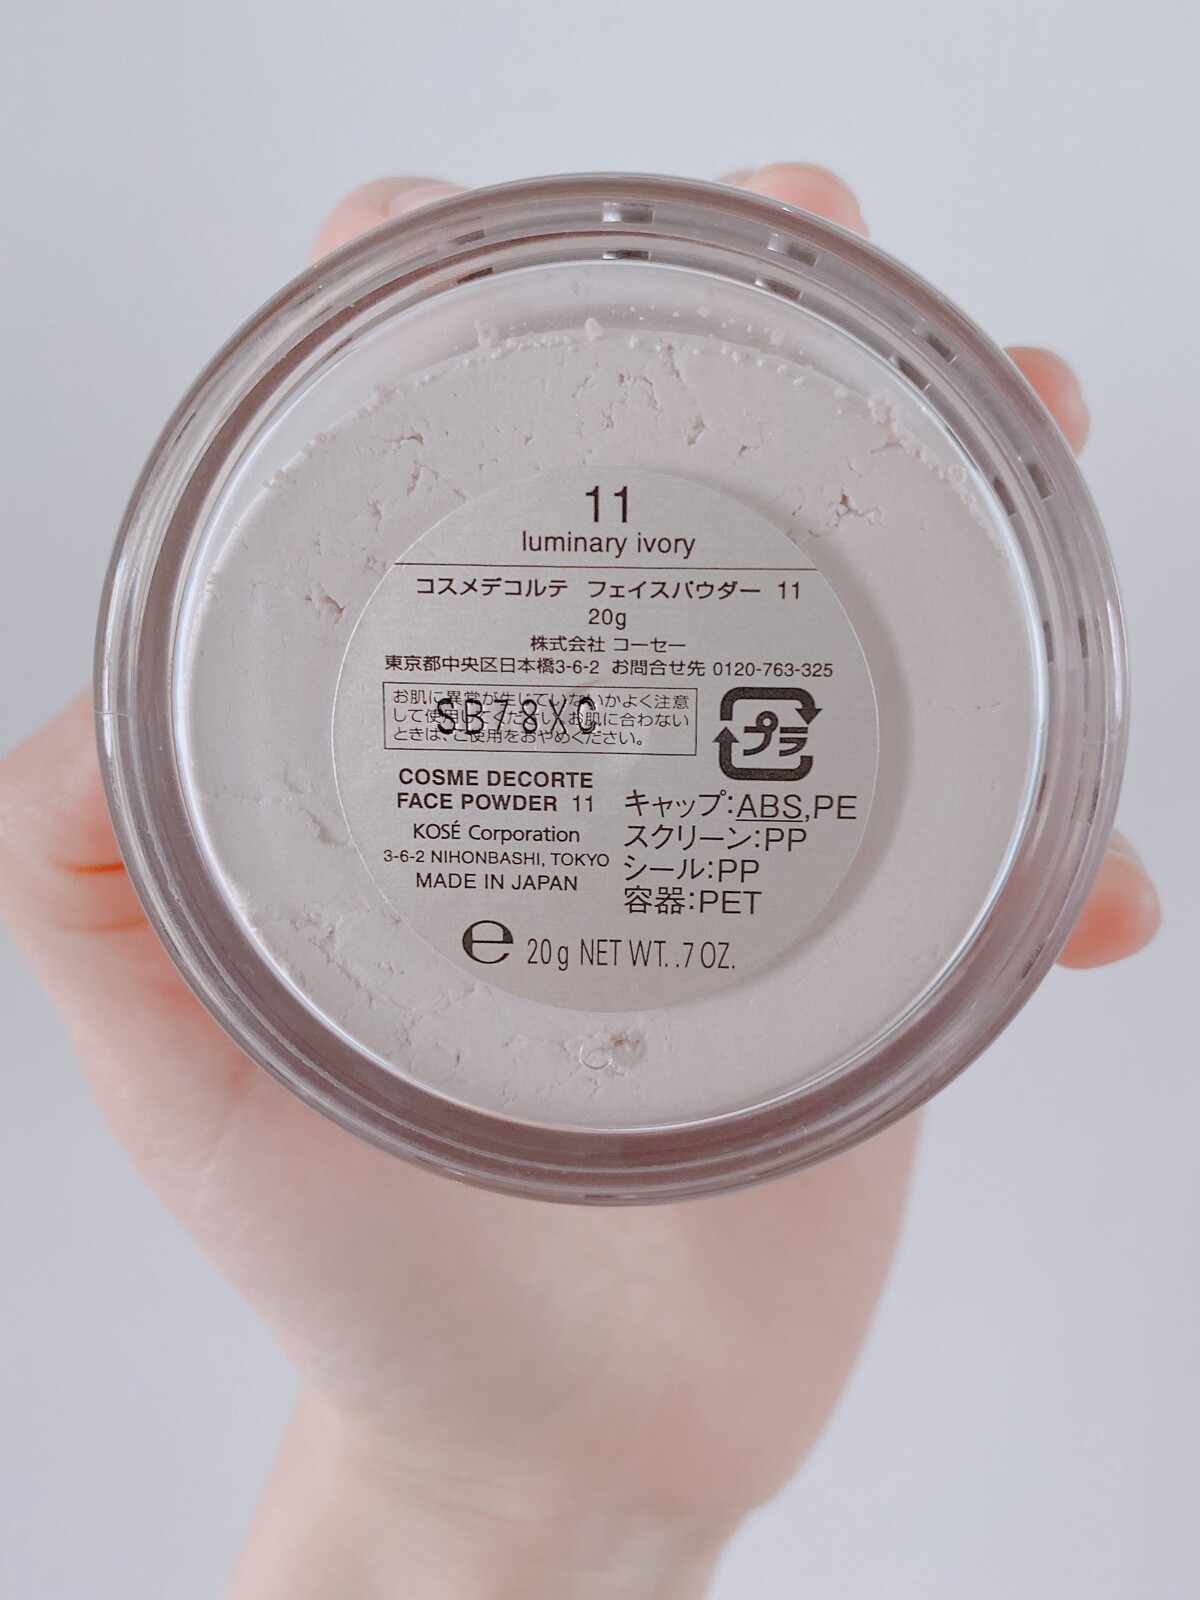 11
luminary ivory
コスメデコルテ フェイスパウダー 11
20g
株式会社 コーセー
東京都中央区日本橋3-6-2 お問合せ先 0120-763-325
お肌に異常が生じていないかよく注意
して使用してください。お肌に合わない
ときは、ご使用をおやめください。
SB78XC
プラ
キャップ:ABS,PE
スクリーン:PP
シール:PP
容器:PET
COSME DECORTE
FACE POWDER 11
KOSÉ Corporation
3-6-2 NIHONBASHI, TOKYO
MADE IN JAPAN
e 20g NET WT. .7 OZ.